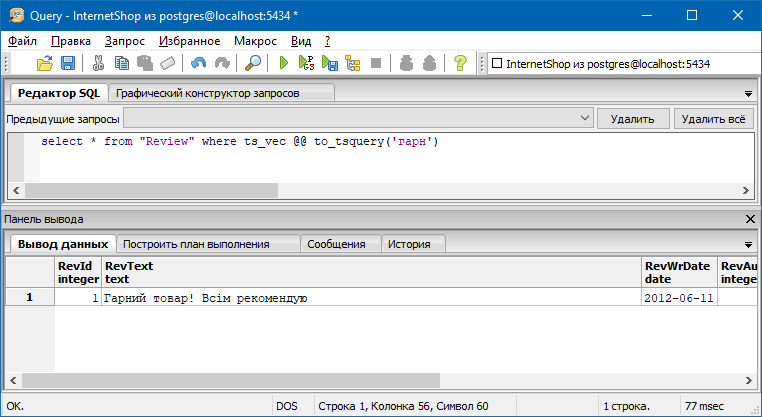 Query - InternetShop из postgres@localhost:5434 *
Файл Правка Запрос Избранное Макрос Вид ?
InternetShop из postgres@localhost:5434
Редактор SQL Графический конструктор запросов
Предыдущие запросы Удалить Удалить всё
select * from "Review" where ts_vec @@ to_tsquery('гарн')
Панель вывода
Вывод данных Построить план выполнения Сообщения История
RevId RevText RevWrDate RevAu
integer text date intege
1 1 Гарний товар! Всім рекомендую 2012-06-11
OK. DOS Строка 1, Колонка 56, Символ 60 1 строка. 77 msec